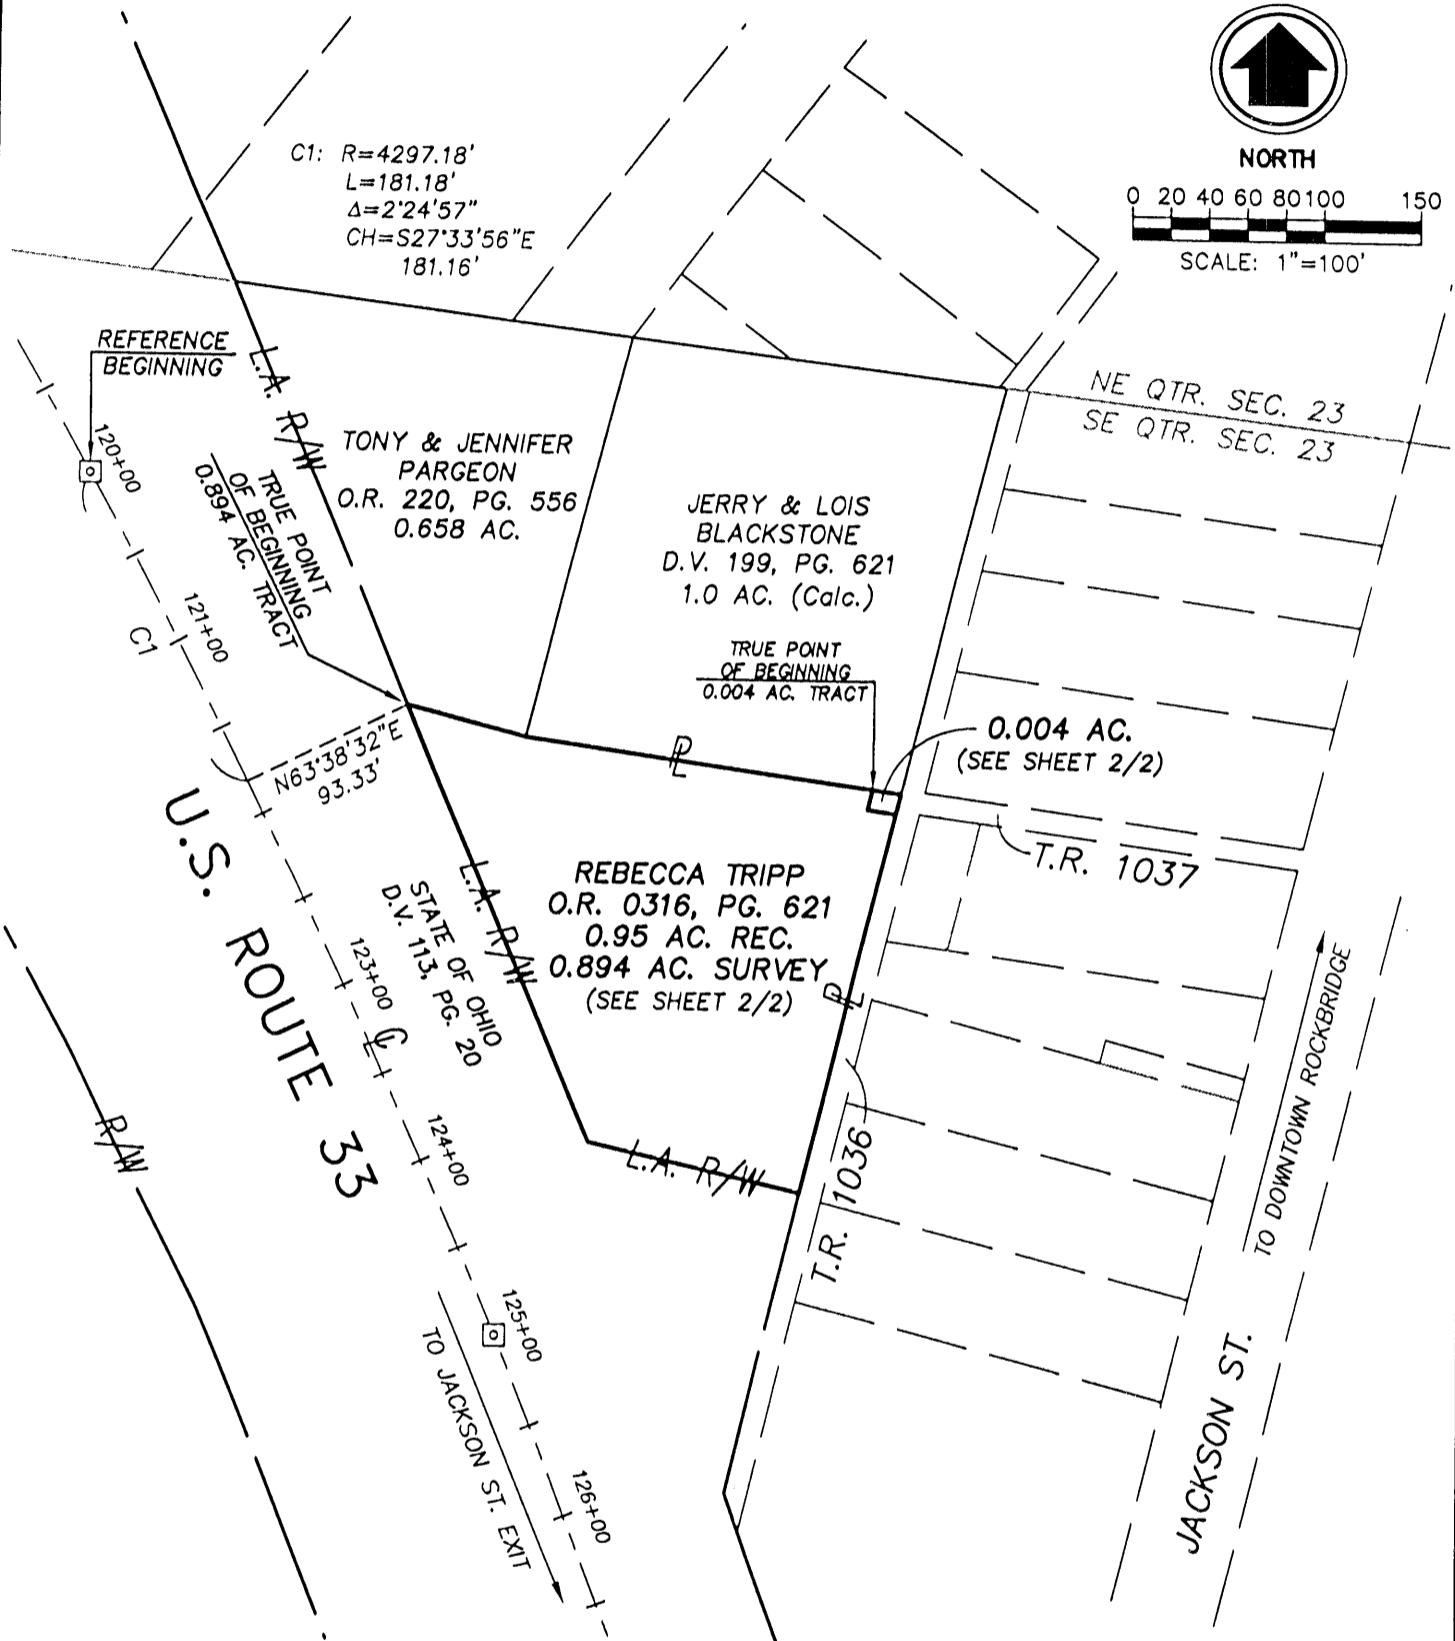 NORTH
0 20 40 60 80 100 150
SCALE: 1"=100'
C1: R=4297.18'
L=181.18'
Δ=2°24'57"
CH=S27°33'56"E
181.16'
REFERENCE
BEGINNING
L.A. R/W
NE QTR. SEC. 23
SE QTR. SEC. 23
TONY & JENNIFER
PARGEON
O.R. 220, PG. 556
0.658 AC.
JERRY & LOIS
BLACKSTONE
D.V. 199, PG. 621
1.0 AC. (Calc.)
120+00
TRUE POINT
OF BEGINNING
0.894 AC. TRACT
121+00
C1
TRUE POINT
OF BEGINNING
0.004 AC. TRACT
0.004 AC.
(SEE SHEET 2/2)
PL
N63°38'32"E
93.33'
U.S. ROUTE 33
T.R. 1037
REBECCA TRIPP
O.R. 0316, PG. 621
0.95 AC. REC.
0.894 AC. SURVEY
(SEE SHEET 2/2)
L.A. R/W
STATE OF OHIO
D.V. 113, PG. 20
123+00
CL
PL
TO DOWNTOWN ROCKBRIDGE
R/W
124+00
L.A. R/W
T.R. 1036
125+00
TO JACKSON ST. EXIT
JACKSON ST.
126+00